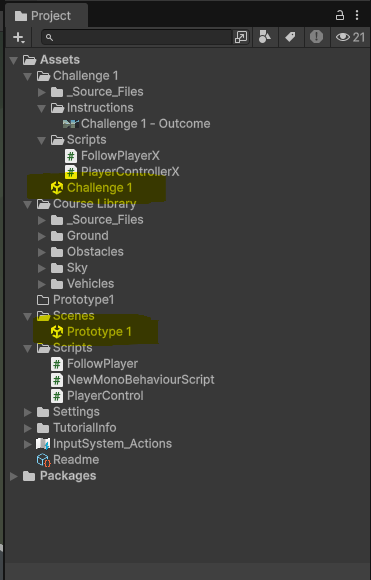 Project
21
Assets
Challenge 1
_Source_Files
Instructions
Challenge 1 - Outcome
Scripts
FollowPlayerX
PlayerControllerX
Challenge 1
Course Library
_Source_Files
Ground
Obstacles
Sky
Vehicles
Prototype1
Scenes
Prototype 1
Scripts
FollowPlayer
NewMonoBehaviourScript
PlayerControl
Settings
TutorialInfo
InputSystem_Actions
Readme
Packages